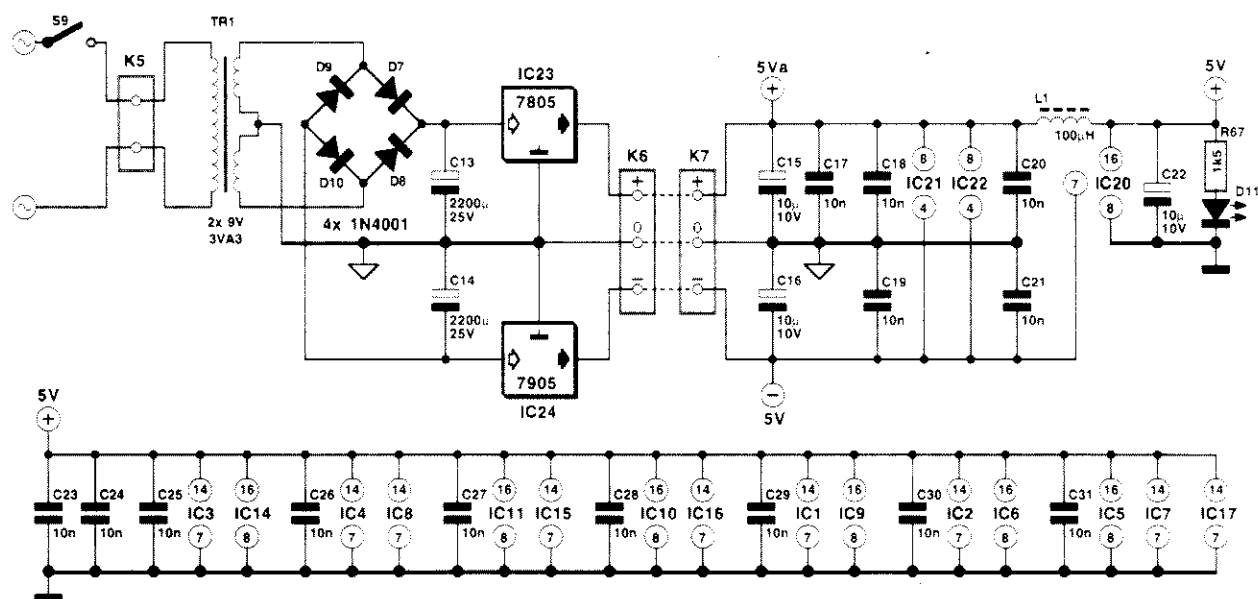 S9
TR1
K5
D9
D7
D10
D8
2x 9V
3VA3
4x 1N4001
C13
2200µ
25V
C14
2200µ
25V
IC23
7805
7905
IC24
K6
K7
+
+
0
0
–
–
5Va
+
C15
10µ
10V
C17
10n
C18
10n
8
IC21
4
8
IC22
4
C20
10n
L1
100µH
7
16
IC20
8
C22
10µ
10V
5V
+
R67
1k5
D11
C16
10µ
10V
C19
10n
C21
10n
–
5V
5V
+
C23
10n
C24
10n
C25
10n
14
IC3
7
16
IC14
8
C26
10n
14
IC4
7
14
IC8
7
C27
10n
16
IC11
8
14
IC15
7
C28
10n
16
IC10
8
14
IC16
7
C29
10n
14
IC1
7
16
IC9
8
C30
10n
14
IC2
7
16
IC6
8
C31
10n
16
IC5
8
14
IC7
7
14
IC17
7